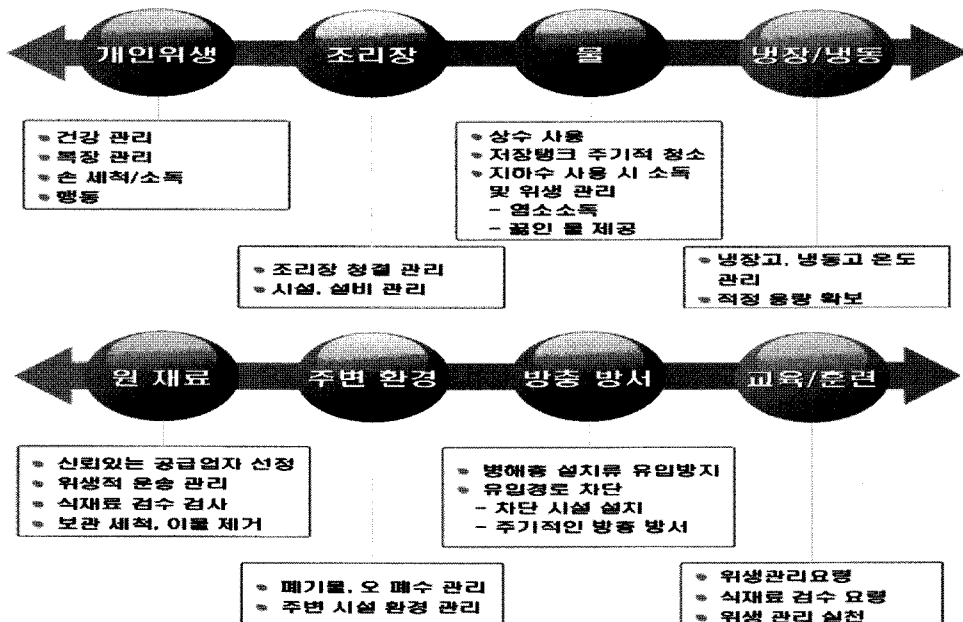 개인위생
조리장
물
냉장/냉동
건강 관리
복장 관리
손 세척/소독
행동
상수 사용
저장탱크 주기적 청소
지하수 사용 시 소독
및 위생 관리
- 염소소독
- 끓인 물 제공
조리장 청결 관리
시설, 설비 관리
냉장고, 냉동고 온도
관리
적정 용량 확보
원 재료
주변 환경
방충 방서
교육/훈련
신뢰있는 공급업자 선정
위생적 운송 관리
식재료 검수 검사
보관 세척, 이물 제거
병해충 설치류 유입방지
유입경로 차단
- 차단 시설 설치
- 주기적인 방충 방서
폐기물, 오 폐수 관리
주변 시설 환경 관리
위생관리요령
식재료 검수 요령
위생 관리 실천